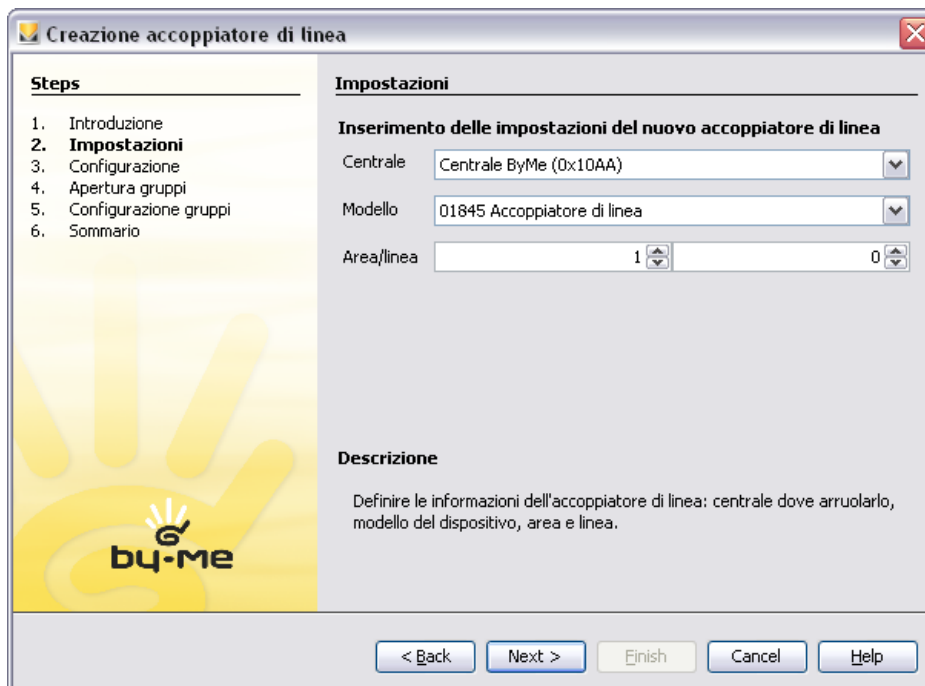 Creazione accoppiatore di linea
Steps
1. Introduzione
2. Impostazioni
3. Configurazione
4. Apertura gruppi
5. Configurazione gruppi
6. Sommario
by-me
Impostazioni
Inserimento delle impostazioni del nuovo accoppiatore di linea
Centrale Centrale ByMe (0x10AA)
Modello 01845 Accoppiatore di linea
Area/linea 1 0
Descrizione
Definire le informazioni dell'accoppiatore di linea: centrale dove arruolarlo,
modello del dispositivo, area e linea.
< Back Next > Finish Cancel Help